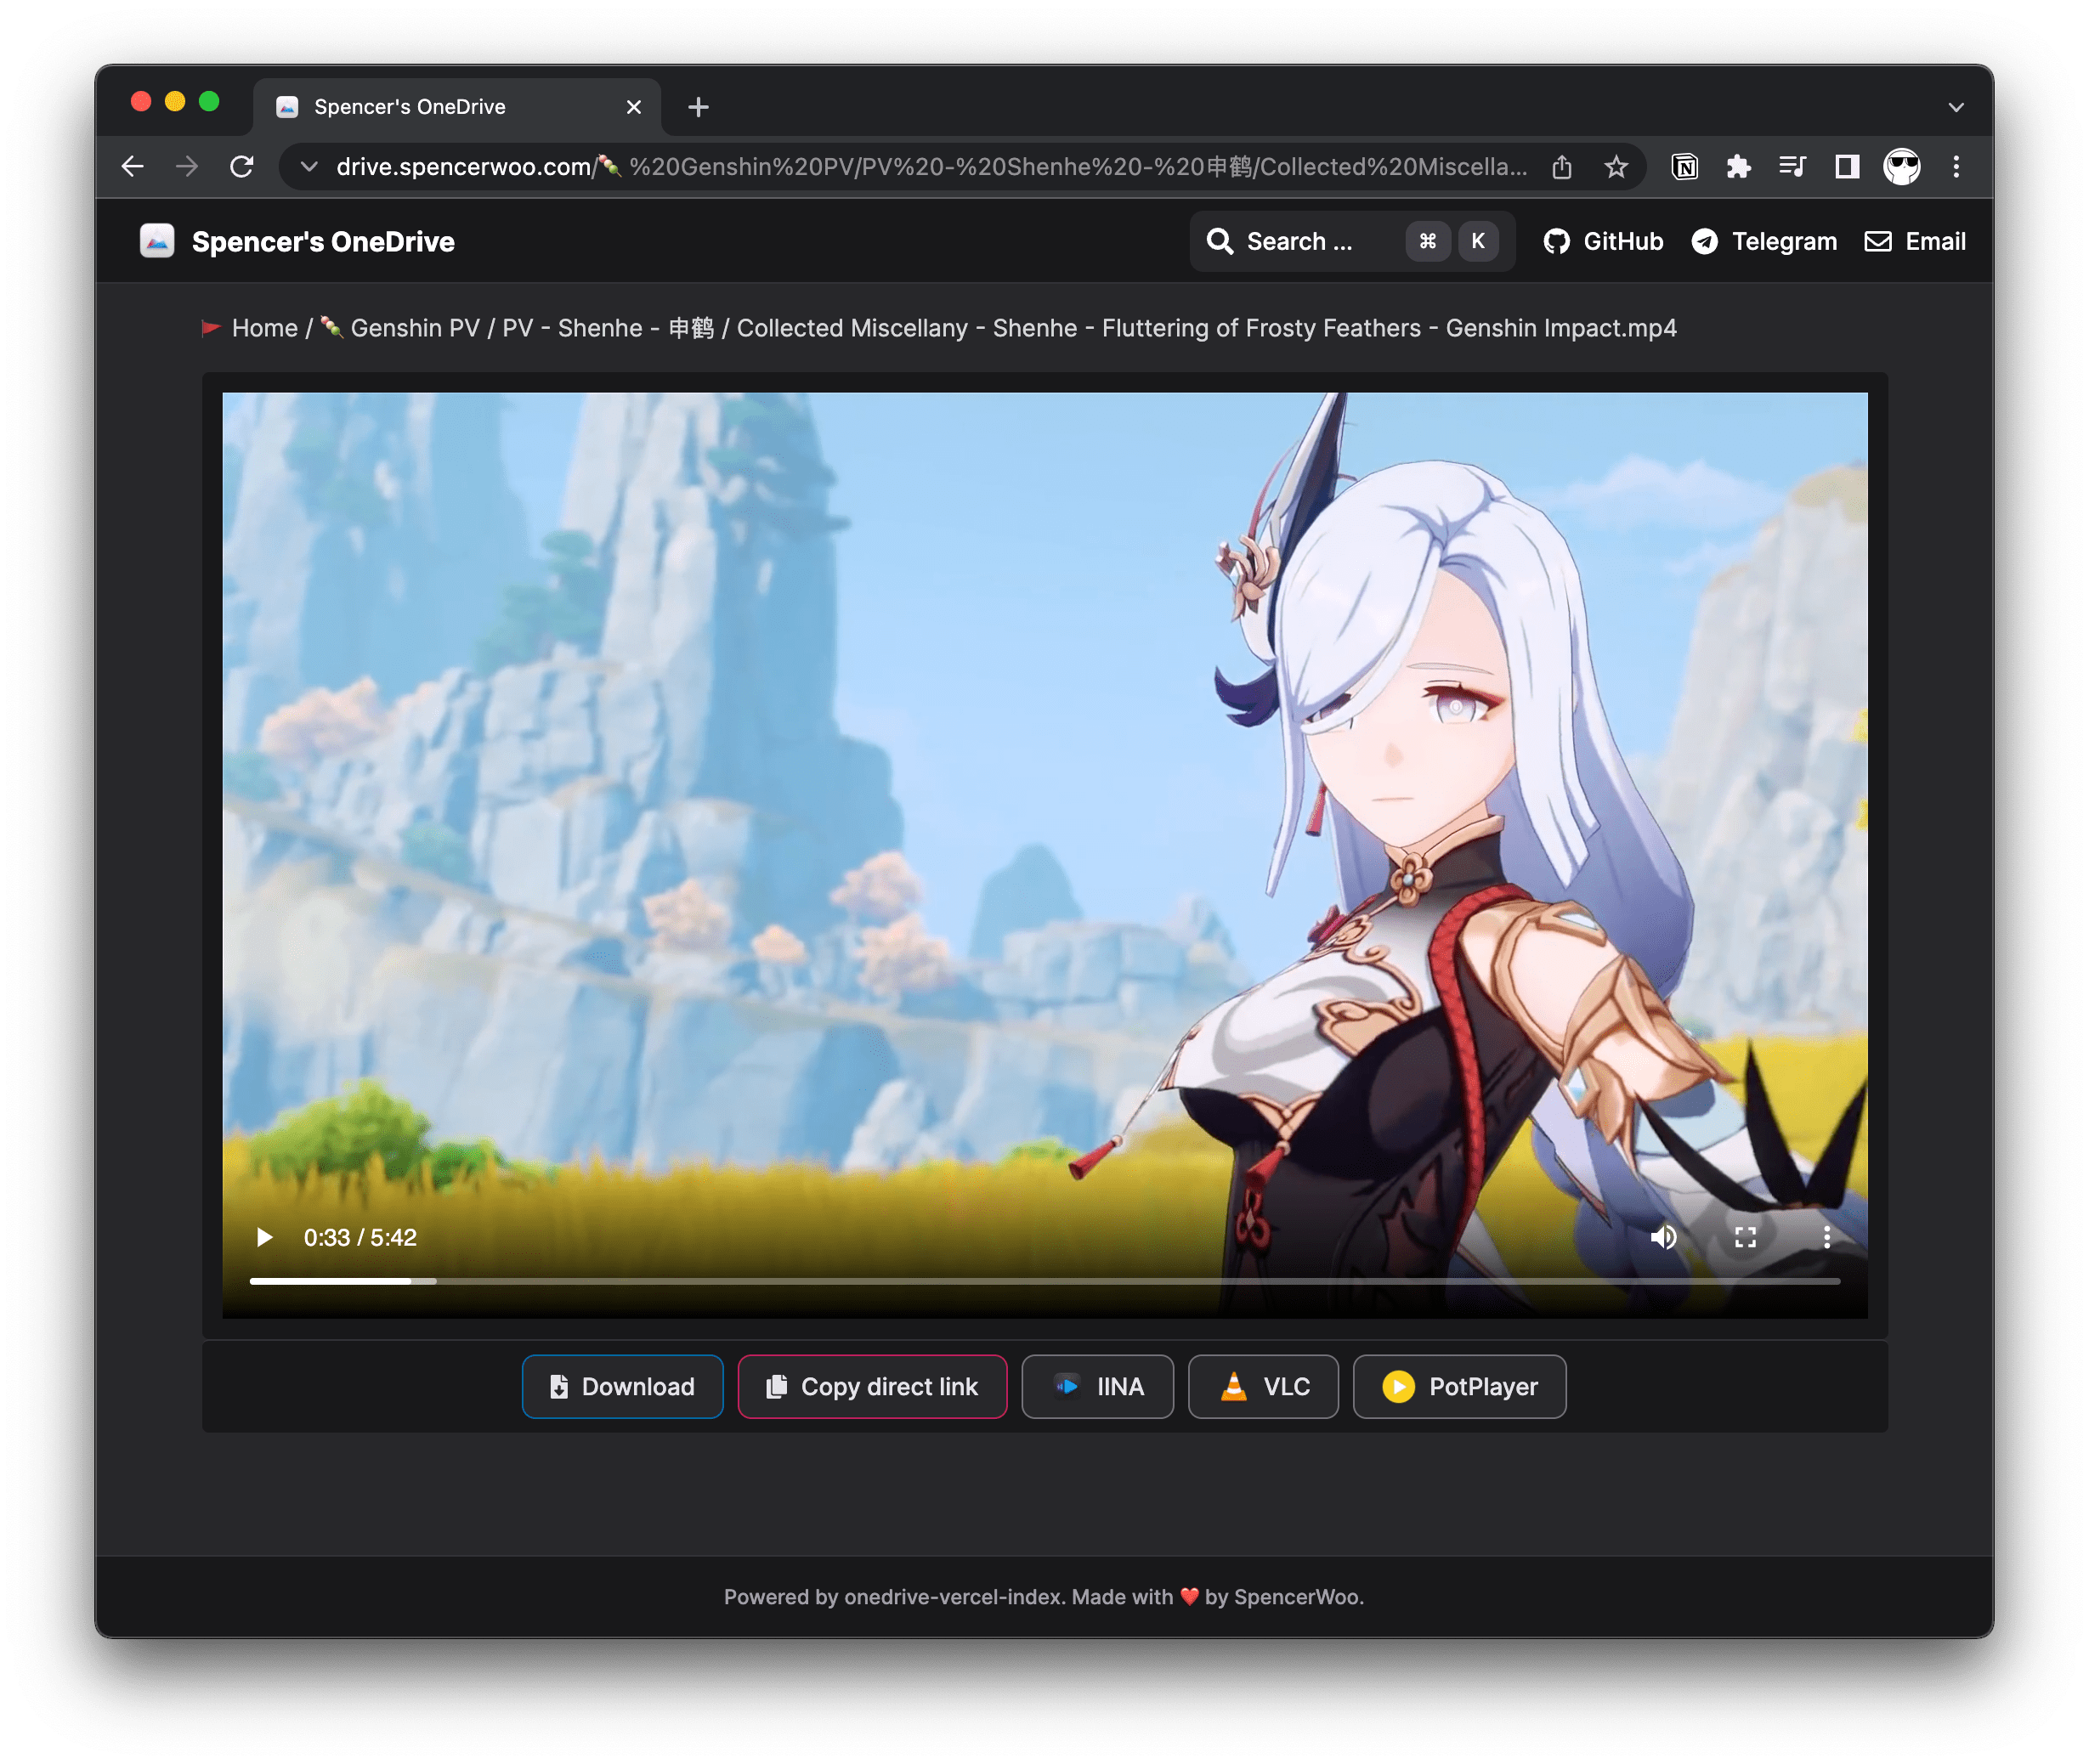 Spencer's OneDrive
drive.spencerwoo.com/🍡 %20Genshin%20PV/PV%20-%20Shenhe%20-%20申鹤/Collected%20Miscella...
Spencer's OneDrive
Search ... ⌘ K GitHub Telegram Email
🚩 Home / 🍡 Genshin PV / PV - Shenhe - 申鹤 / Collected Miscellany - Shenhe - Fluttering of Frosty Feathers - Genshin Impact.mp4
0:33 / 5:42
Download Copy direct link IINA VLC PotPlayer
Powered by onedrive-vercel-index. Made with ❤️ by SpencerWoo.